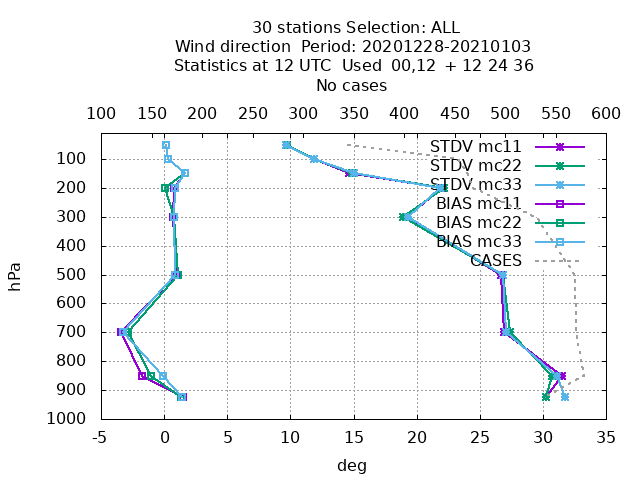 30 stations Selection: ALL
Wind direction  Period: 20201228-20210103
Statistics at 12 UTC  Used  00,12  + 12 24 36
No cases
100 150 200 250 300 350 400 450 500 550 600
STDV mc11
STDV mc22
STDV mc33
BIAS mc11
BIAS mc22
BIAS mc33
CASES
hPa
100
200
300
400
500
600
700
800
900
1000
-5 0 5 10 15 20 25 30 35
deg